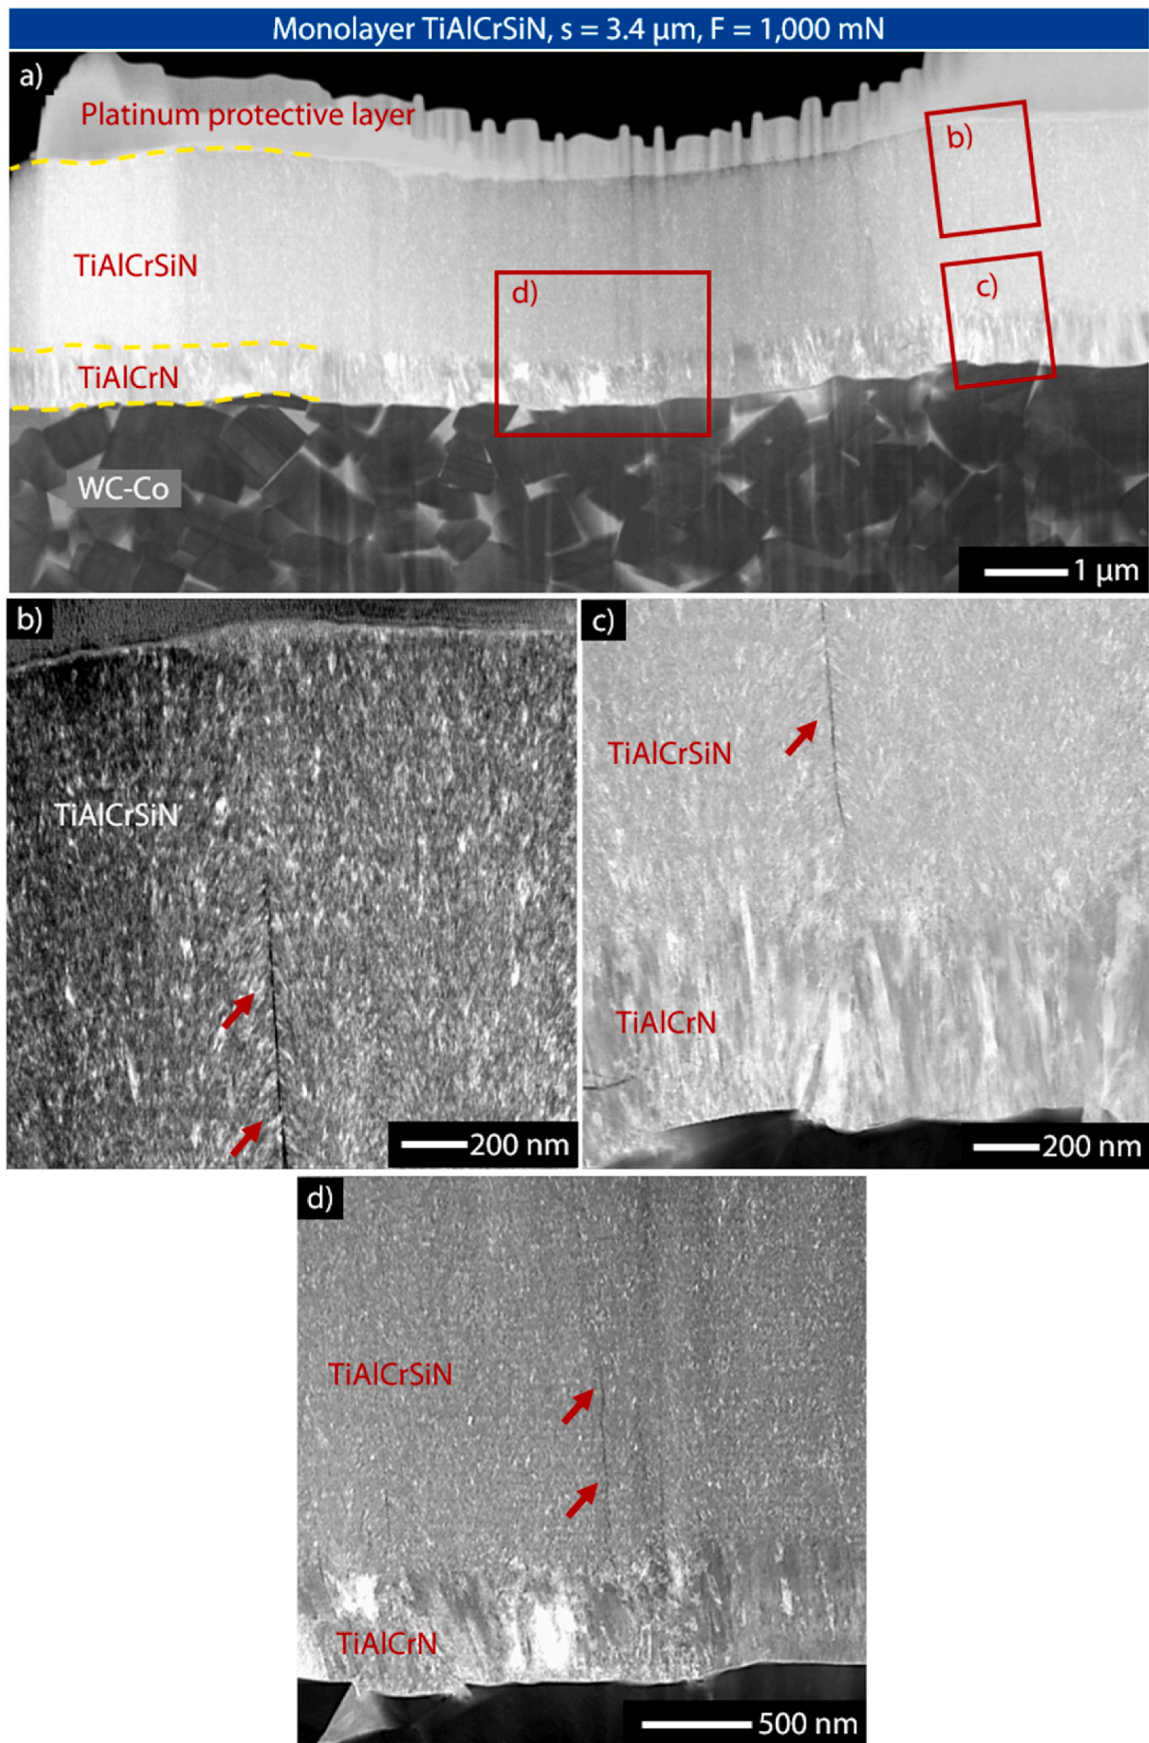 Monolayer TiAlCrSiN, s = 3.4 µm, F = 1,000 mN
a)
Platinum protective layer
b)
TiAlCrSiN
d)
c)
TiAlCrN
WC-Co
1 µm
b)
TiAlCrSiN
200 nm
c)
TiAlCrSiN
TiAlCrN
200 nm
d)
TiAlCrSiN
TiAlCrN
500 nm